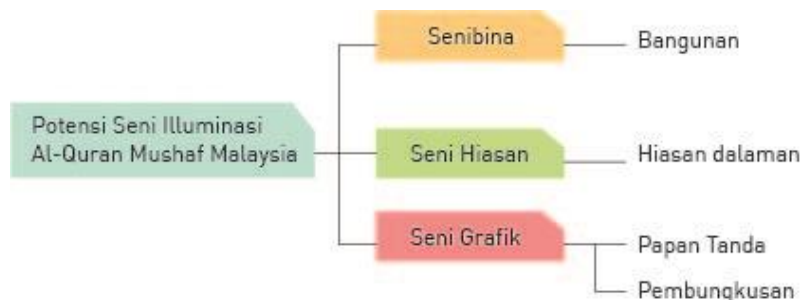 Senibina
Bangunan
Potensi Seni Illuminasi
Al-Quran Mushaf Malaysia
Seni Hiasan
Hiasan dalaman
Seni Grafik
Papan Tanda
Pembungkusan